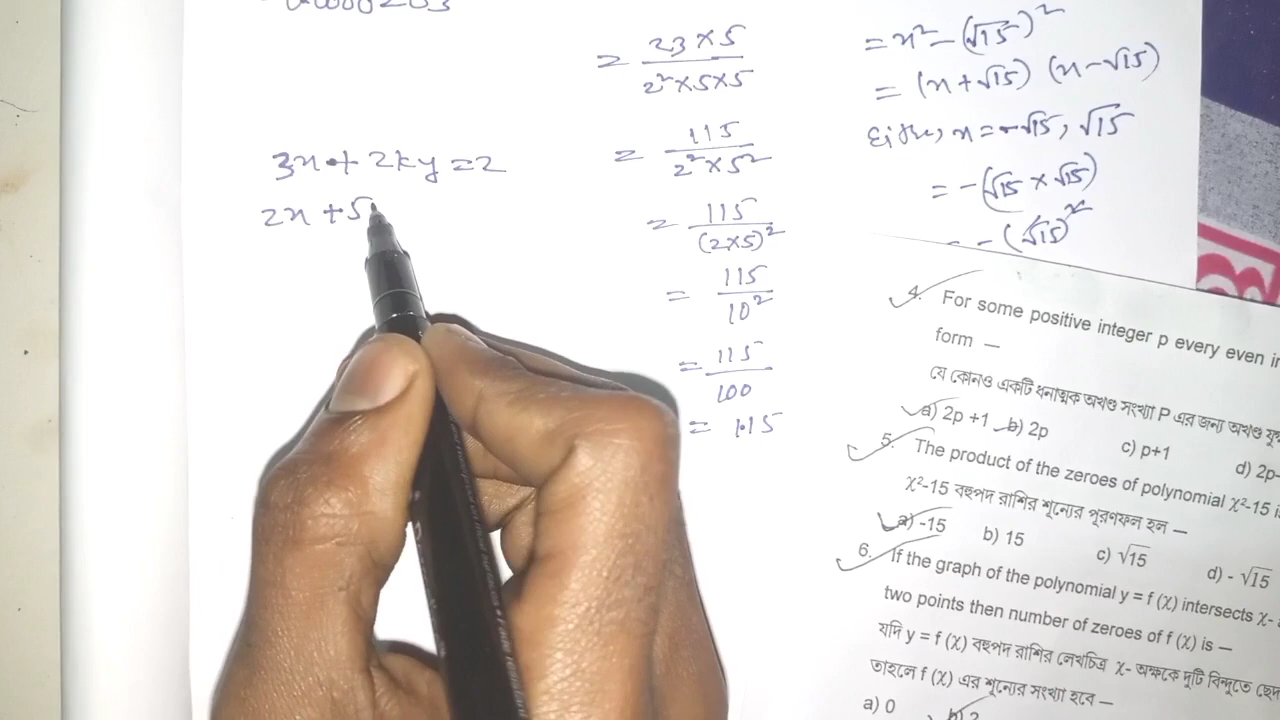 3x + 2ky = 2
2x + 5
= 23 × 5 / 2² × 5 × 5
= 115 / 2² × 5²
= 115 / (2×5)²
= 115 / 10²
= 115 / 100
= 1.15
= x² - (√15)²
= (x + √15) (x - √15)
Either, x = -√15, √15
= - (√15 × √15)
= - (√15)²
4. For some positive integer p every even in
form —
যে কোনও একটি ধনাত্মক অখণ্ড সংখ্যা P এর জন্য অখণ্ড যু
a) 2p +1 b) 2p c) p+1 d) 2p-
5. The product of the zeroes of polynomial χ²-15 i
χ²-15 বহুপদ রাশির শূন্যের পূরণফল হল —
a) -15 b) 15 c) √15 d) - √15
6. If the graph of the polynomial y = f (χ) intersects χ-
two points then number of zeroes of f (χ) is —
যদি y = f (χ) বহুপদ রাশির লেখচিত্র χ- অক্ষকে দুটি বিন্দুতে ছেদ
তাহলে f (χ) এর শূন্যের সংখ্যা হবে —
a) 0 b) 2